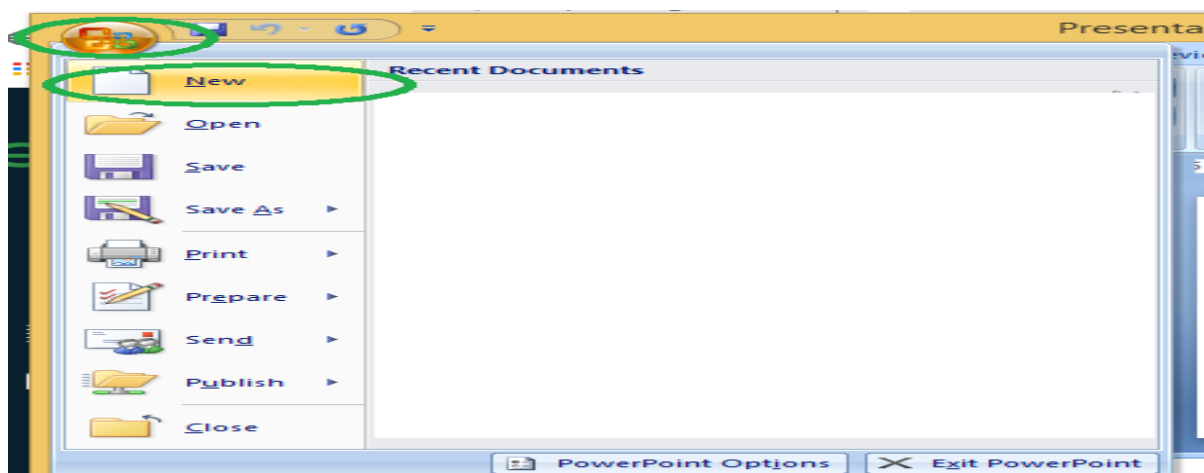 Presenta
Recent Documents
New
Open
Save
Save As
Print
Prepare
Send
Publish
Close
PowerPoint Options
Exit PowerPoint